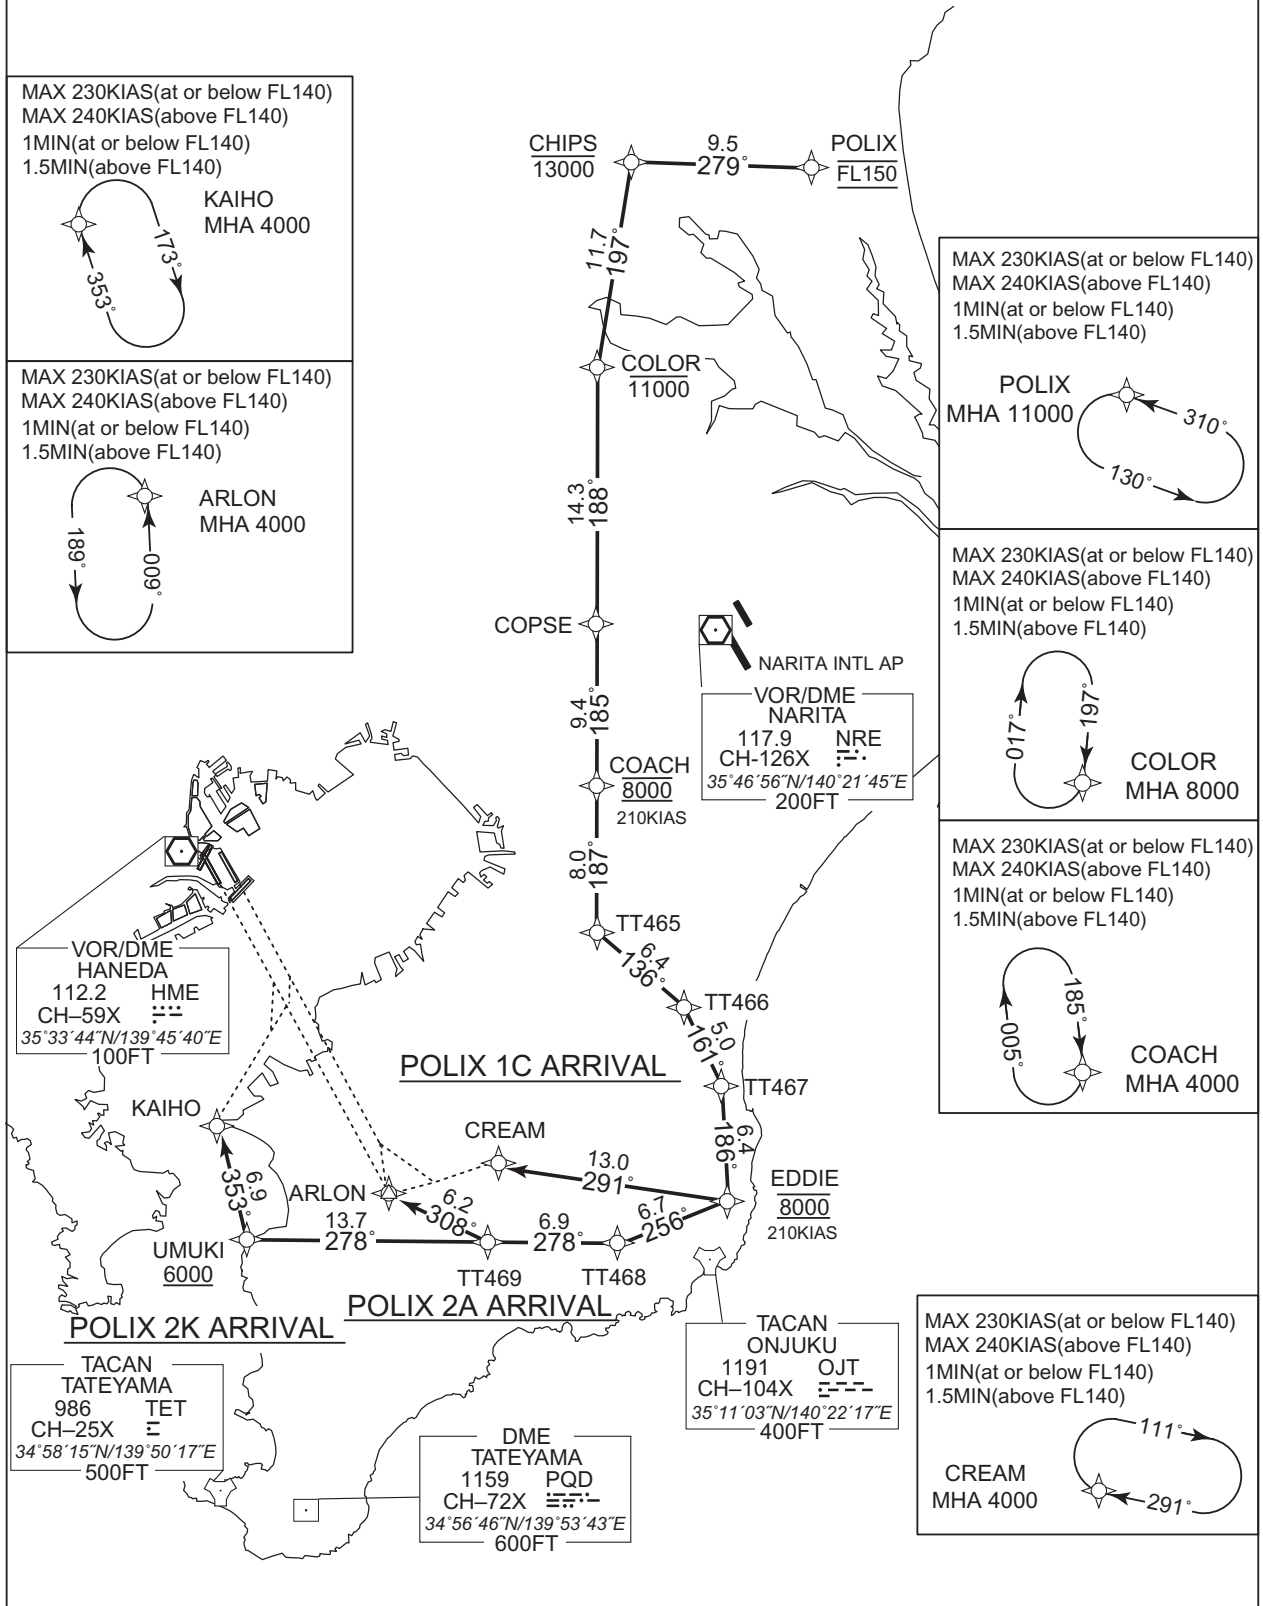 MAX 230KIAS(at or below FL140)
MAX 240KIAS(above FL140)
1MIN(at or below FL140)
1.5MIN(above FL140)
KAIHO
MHA 4000
173°
353°
MAX 230KIAS(at or below FL140)
MAX 240KIAS(above FL140)
1MIN(at or below FL140)
1.5MIN(above FL140)
ARLON
MHA 4000
189°
009°
CHIPS
13000
9.5
279°
POLIX
FL150
11.7
197°
COLOR
11000
14.3
188°
COPSE
9.4
185°
COACH
8000
210KIAS
8.0
187°
TT465
6.4
136°
TT466
5.0
161°
TT467
6.4
186°
EDDIE
8000
210KIAS
MAX 230KIAS(at or below FL140)
MAX 240KIAS(above FL140)
1MIN(at or below FL140)
1.5MIN(above FL140)
POLIX
MHA 11000
310°
130°
MAX 230KIAS(at or below FL140)
MAX 240KIAS(above FL140)
1MIN(at or below FL140)
1.5MIN(above FL140)
017°
197°
COLOR
MHA 8000
MAX 230KIAS(at or below FL140)
MAX 240KIAS(above FL140)
1MIN(at or below FL140)
1.5MIN(above FL140)
185°
005°
COACH
MHA 4000
NARITA INTL AP
VOR/DME
NARITA
117.9 NRE
CH-126X
35°46´56˝N/140°21´45˝E
200FT
VOR/DME
HANEDA
112.2 HME
CH–59X
35°33´44˝N/139°45´40˝E
100FT
POLIX 1C ARRIVAL
KAIHO
CREAM
13.0
291°
6.9
353°
ARLON
6.2
308°
6.7
256°
13.7
278°
6.9
278°
UMUKI
6000
TT469
TT468
POLIX 2A ARRIVAL
POLIX 2K ARRIVAL
TACAN
TATEYAMA
986 TET
CH–25X
34°58´15˝N/139°50´17˝E
500FT
TACAN
ONJUKU
1191 OJT
CH–104X
35°11´03˝N/140°22´17˝E
400FT
DME
TATEYAMA
1159 PQD
CH–72X
34°56´46˝N/139°53´43˝E
600FT
MAX 230KIAS(at or below FL140)
MAX 240KIAS(above FL140)
1MIN(at or below FL140)
1.5MIN(above FL140)
111°
291°
CREAM
MHA 4000